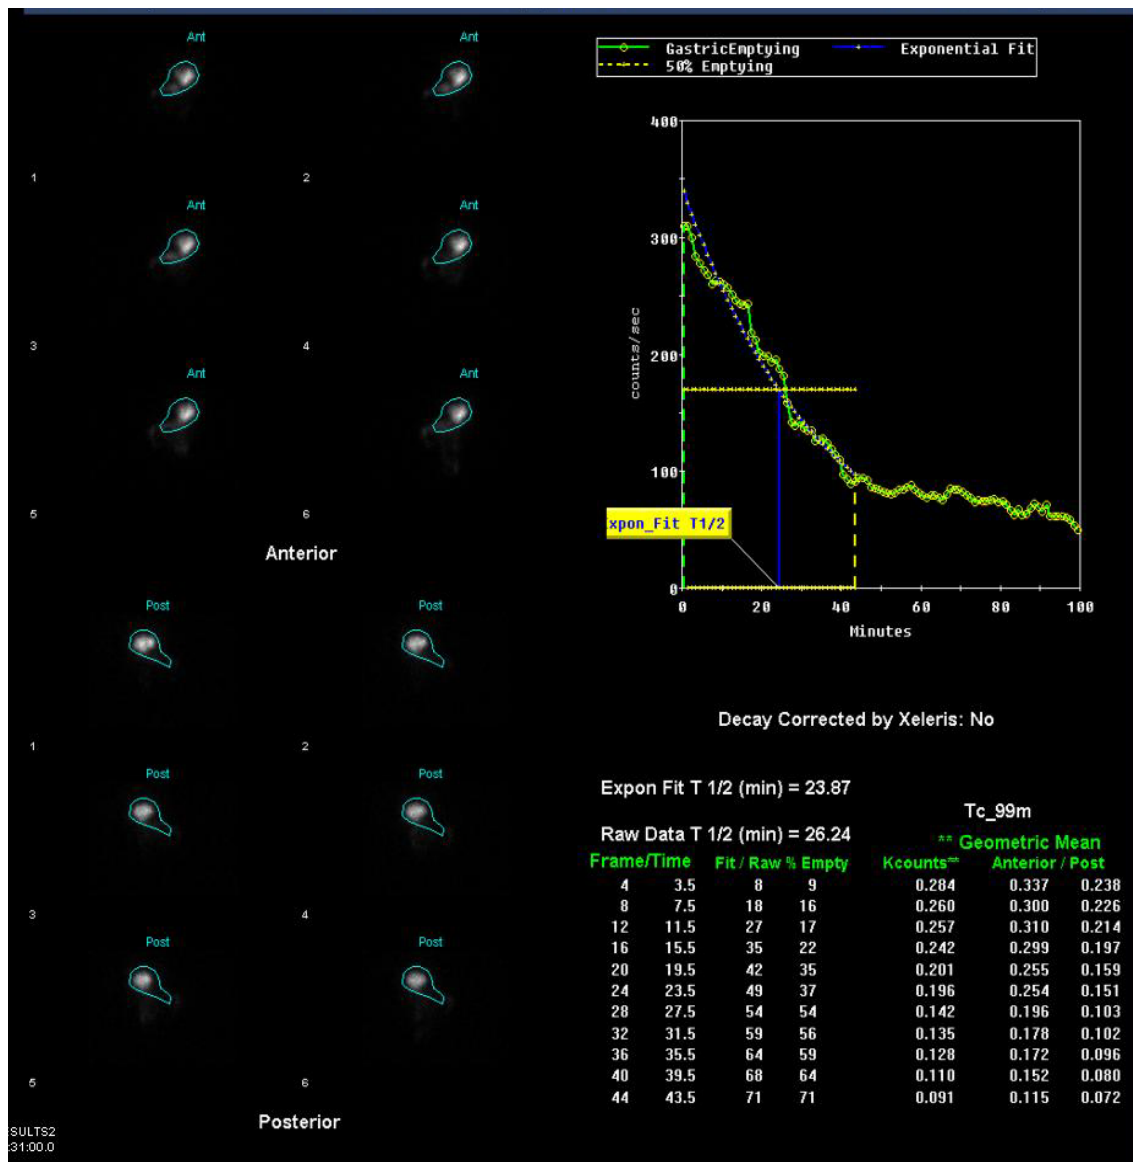 Ant Ant
1 2
Ant Ant
3 4
Ant Ant
5 6
Anterior
Post Post
1 2
Post Post
3 4
Post Post
5 6
Posterior
SULTS2
:31:00.0
GastricEmptying Exponential Fit
50% Emptying
400
300
200
100
0
counts/sec
xpon_Fit T1/2
0 20 40 60 80 100
Minutes
Decay Corrected by Xeleris: No
Expon Fit T 1/2 (min) = 23.87
Tc_99m
Raw Data T 1/2 (min) = 26.24
** Geometric Mean
Frame/Time Fit / Raw % Empty Kcounts** Anterior / Post
4 3.5 8 9 0.284 0.337 0.238
8 7.5 18 16 0.260 0.300 0.226
12 11.5 27 17 0.257 0.310 0.214
16 15.5 35 22 0.242 0.299 0.197
20 19.5 42 35 0.201 0.255 0.159
24 23.5 49 37 0.196 0.254 0.151
28 27.5 54 54 0.142 0.196 0.103
32 31.5 59 56 0.135 0.178 0.102
36 35.5 64 59 0.128 0.172 0.096
40 39.5 68 64 0.110 0.152 0.080
44 43.5 71 71 0.091 0.115 0.072